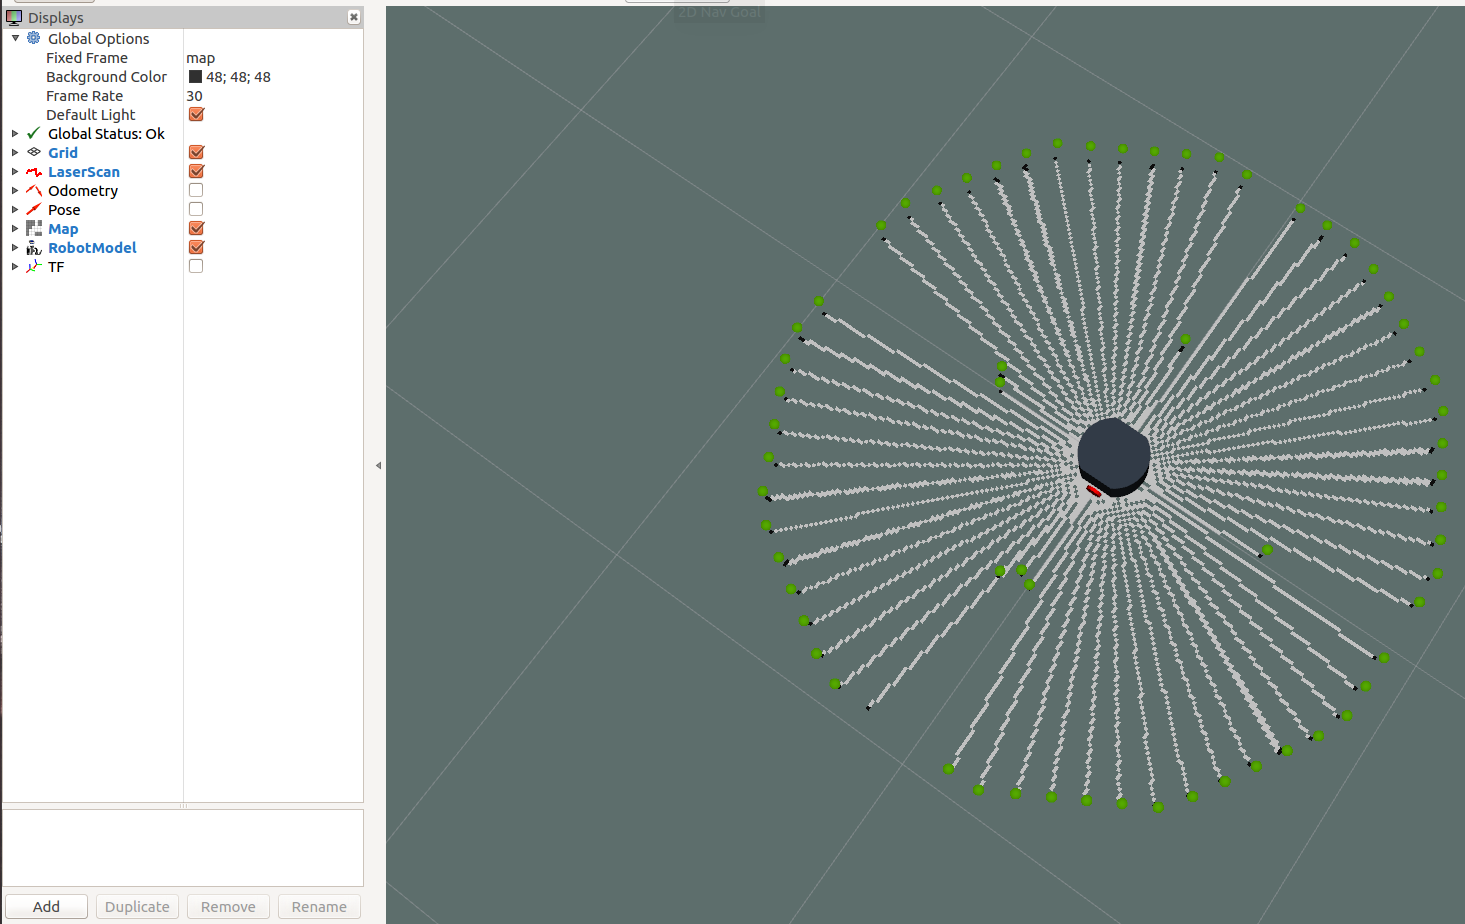 2D Nav Goal
Displays
Global Options
Fixed Frame map
Background Color 48; 48; 48
Frame Rate 30
Default Light
Global Status: Ok
Grid
LaserScan
Odometry
Pose
Map
RobotModel
TF
Add Duplicate Remove Rename